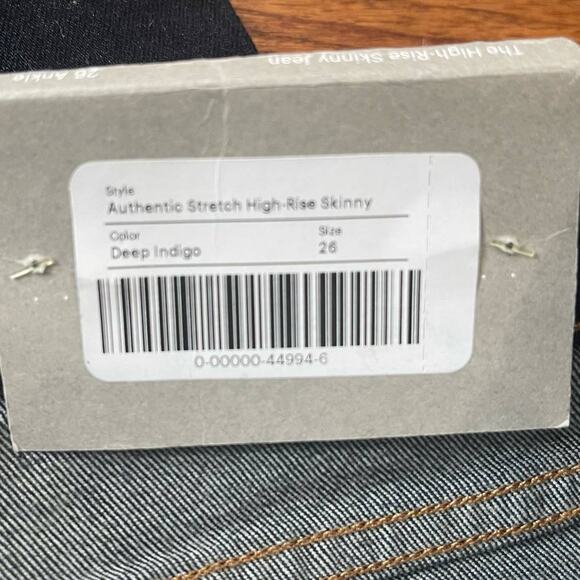 The High-Rise Skinny Jean
26 Ankle
Style
Authentic Stretch High-Rise Skinny
Color
Size
Deep Indigo
26
0-00000-44994-6